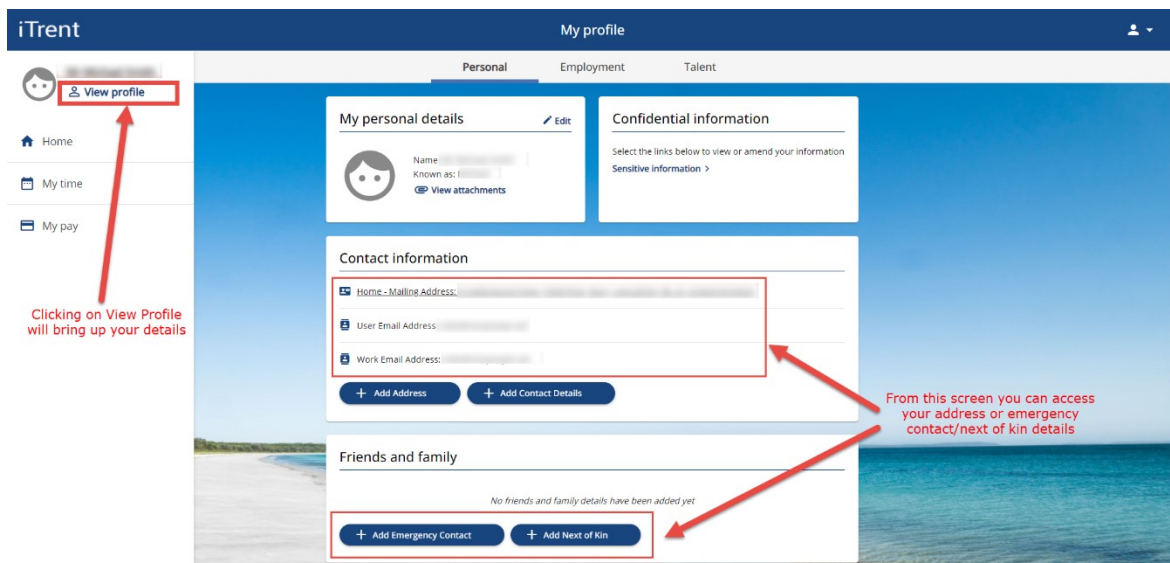 iTrent
My profile
View profile
Home
My time
My pay
Clicking on View Profile
will bring up your details
Personal
Employment
Talent
My personal details
Edit
Name
Known as:
View attachments
Confidential information
Select the links below to view or amend your information
Sensitive information >
Contact information
Home - Mailing Address:
User Email Address
Work Email Address:
+ Add Address
+ Add Contact Details
From this screen you can access
your address or emergency
contact/next of kin details
Friends and family
No friends and family details have been added yet
+ Add Emergency Contact
+ Add Next of Kin